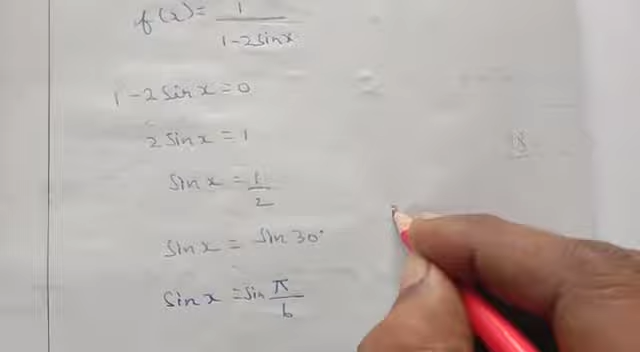 f(x) = 1/(1-2sinx)
1-2sinx=0
2sinx=1
sinx = 1/2
sinx = sin30°
sinx = sin π/6